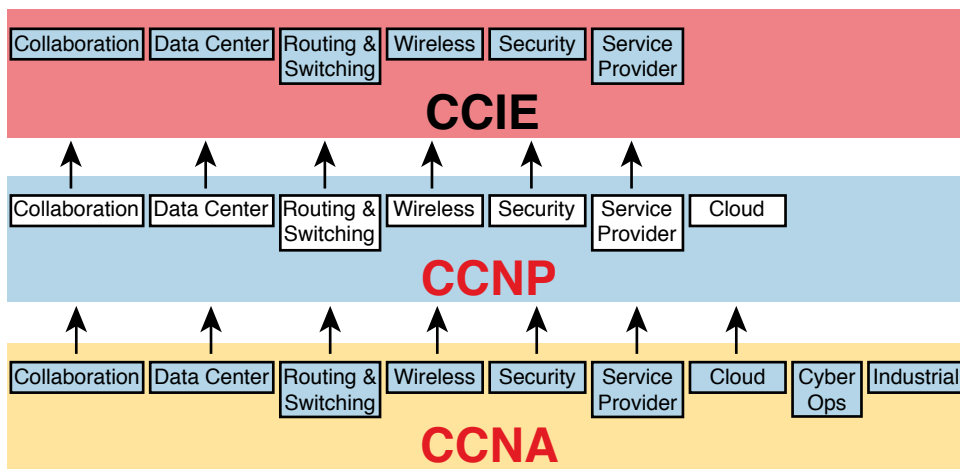 Collaboration Data Center Routing & Wireless Security Service
Switching Provider
CCIE
Collaboration Data Center Routing & Wireless Security Service Cloud
Switching Provider
CCNP
Collaboration Data Center Routing & Wireless Security Service Cloud Cyber Industrial
Switching Provider Ops
CCNA